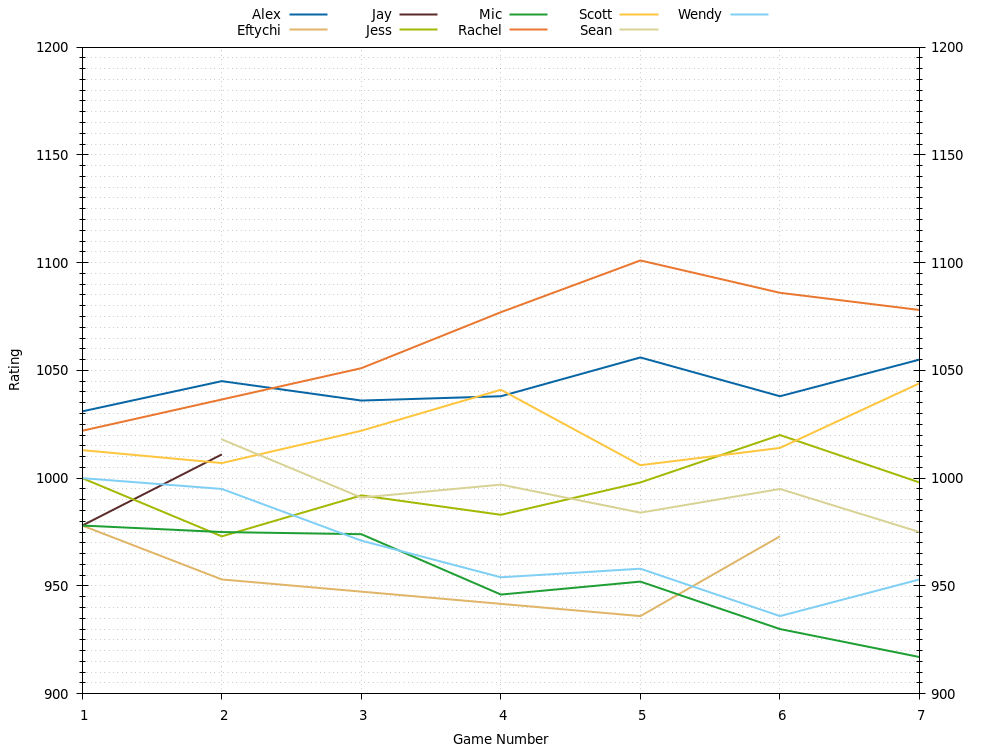 Alex Jay Mic Scott Wendy
Eftychi Jess Rachel Sean
1200 1200
1150 1150
1100 1100
1050 1050
Rating
1000 1000
950 950
900 900
1 2 3 4 5 6 7
Game Number